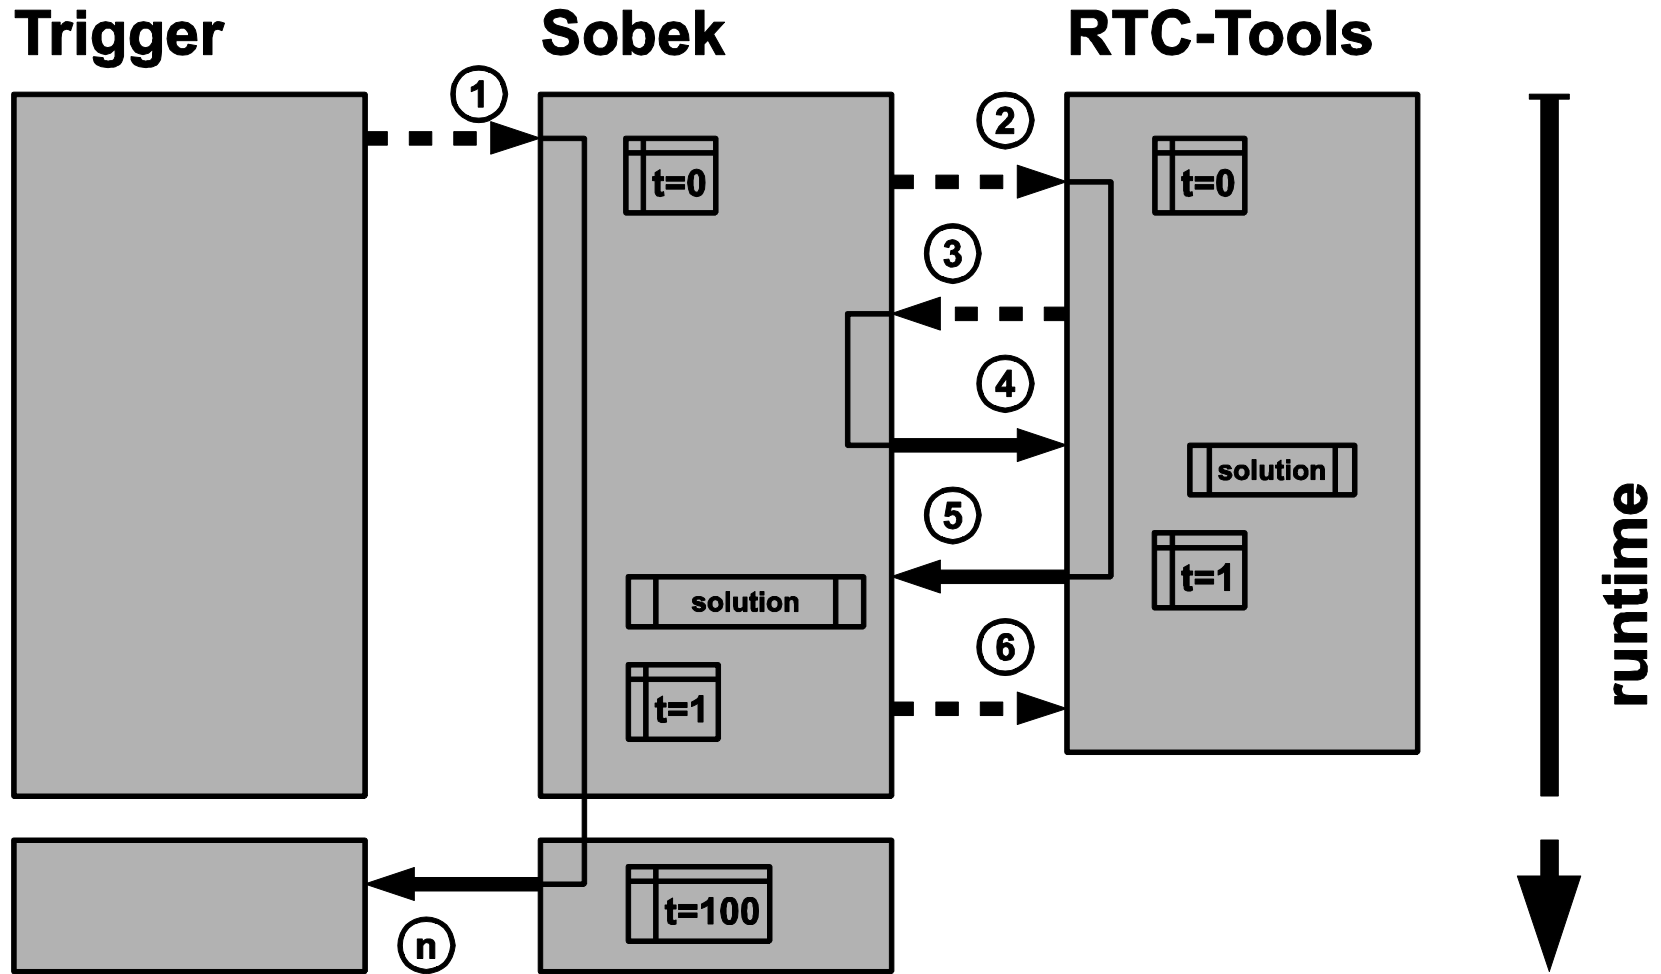 Trigger
Sobek
RTC-Tools
1
2
t=0
t=0
3
4
solution
5
t=1
solution
6
t=1
runtime
t=100
n